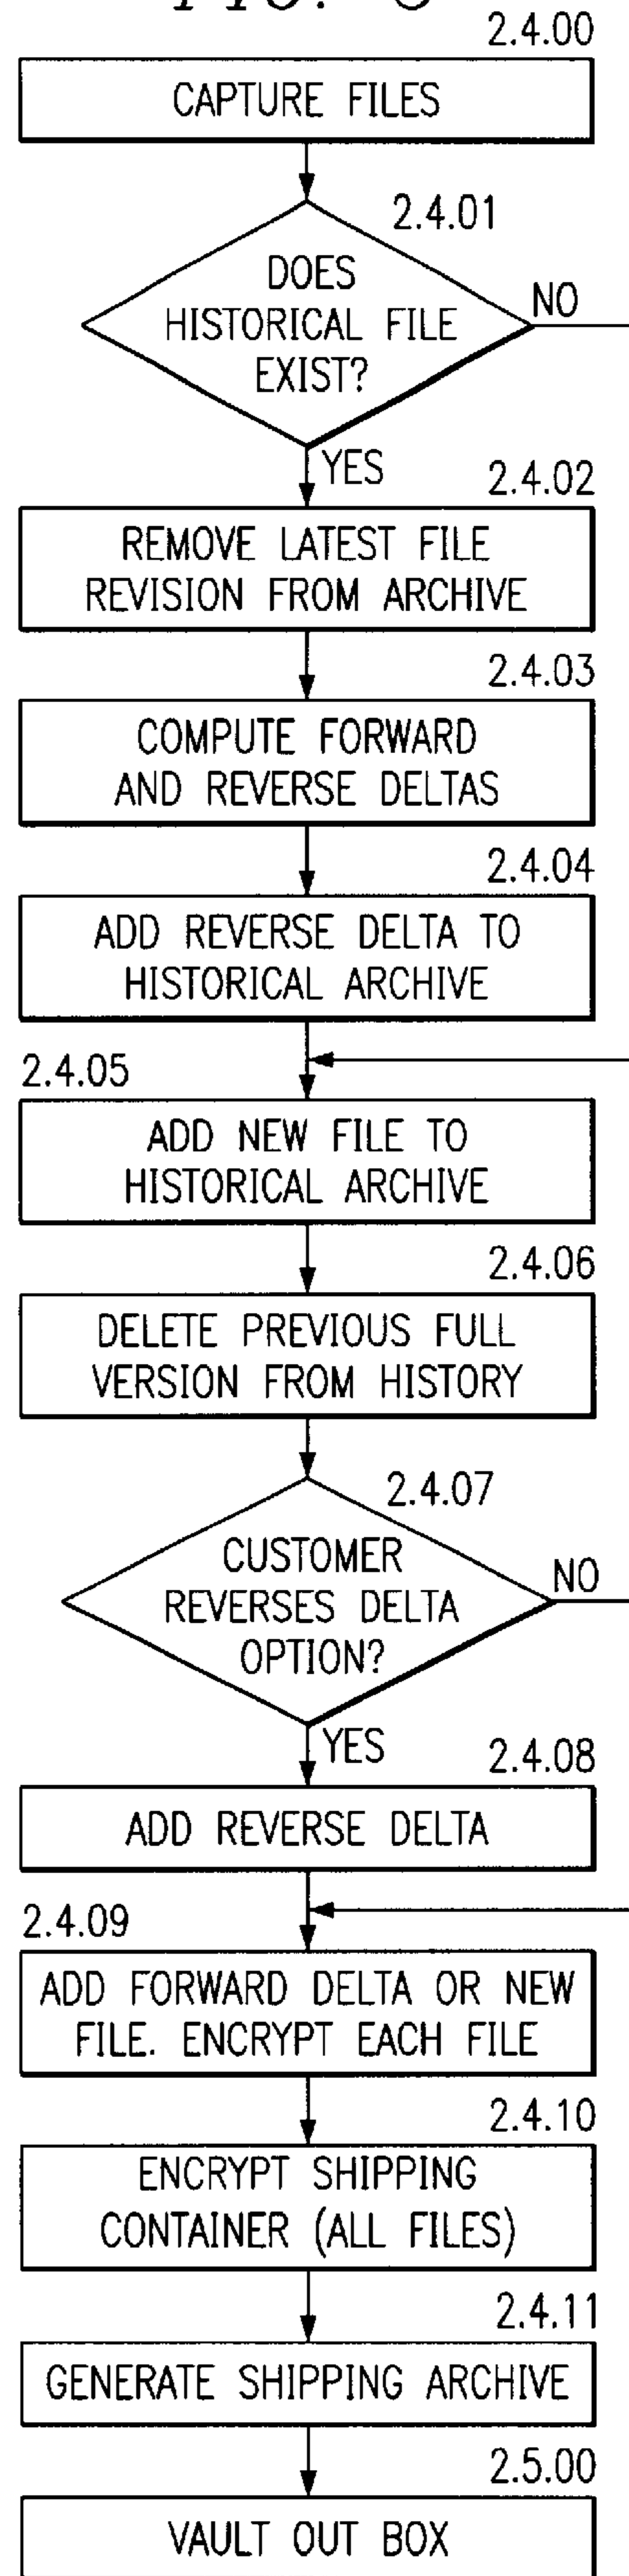 2.4.00
CAPTURE FILES
2.4.01
DOES
HISTORICAL FILE
EXIST?
NO
YES
2.4.02
REMOVE LATEST FILE
REVISION FROM ARCHIVE
2.4.03
COMPUTE FORWARD
AND REVERSE DELTAS
2.4.04
ADD REVERSE DELTA TO
HISTORICAL ARCHIVE
2.4.05
ADD NEW FILE TO
HISTORICAL ARCHIVE
2.4.06
DELETE PREVIOUS FULL
VERSION FROM HISTORY
2.4.07
CUSTOMER
REVERSES DELTA
OPTION?
NO
YES
2.4.08
ADD REVERSE DELTA
2.4.09
ADD FORWARD DELTA OR NEW
FILE. ENCRYPT EACH FILE
2.4.10
ENCRYPT SHIPPING
CONTAINER (ALL FILES)
2.4.11
GENERATE SHIPPING ARCHIVE
2.5.00
VAULT OUT BOX